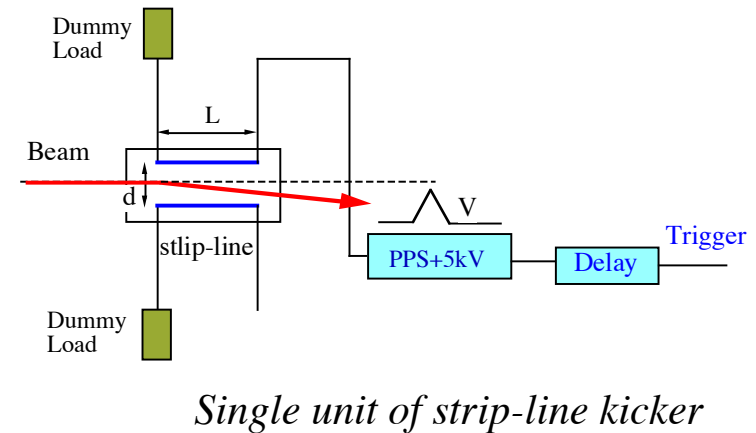 Dummy
Load
L
Beam
d
V
Trigger
stlip-line
PPS+5kV
Delay
Dummy
Load
Single unit of strip-line kicker